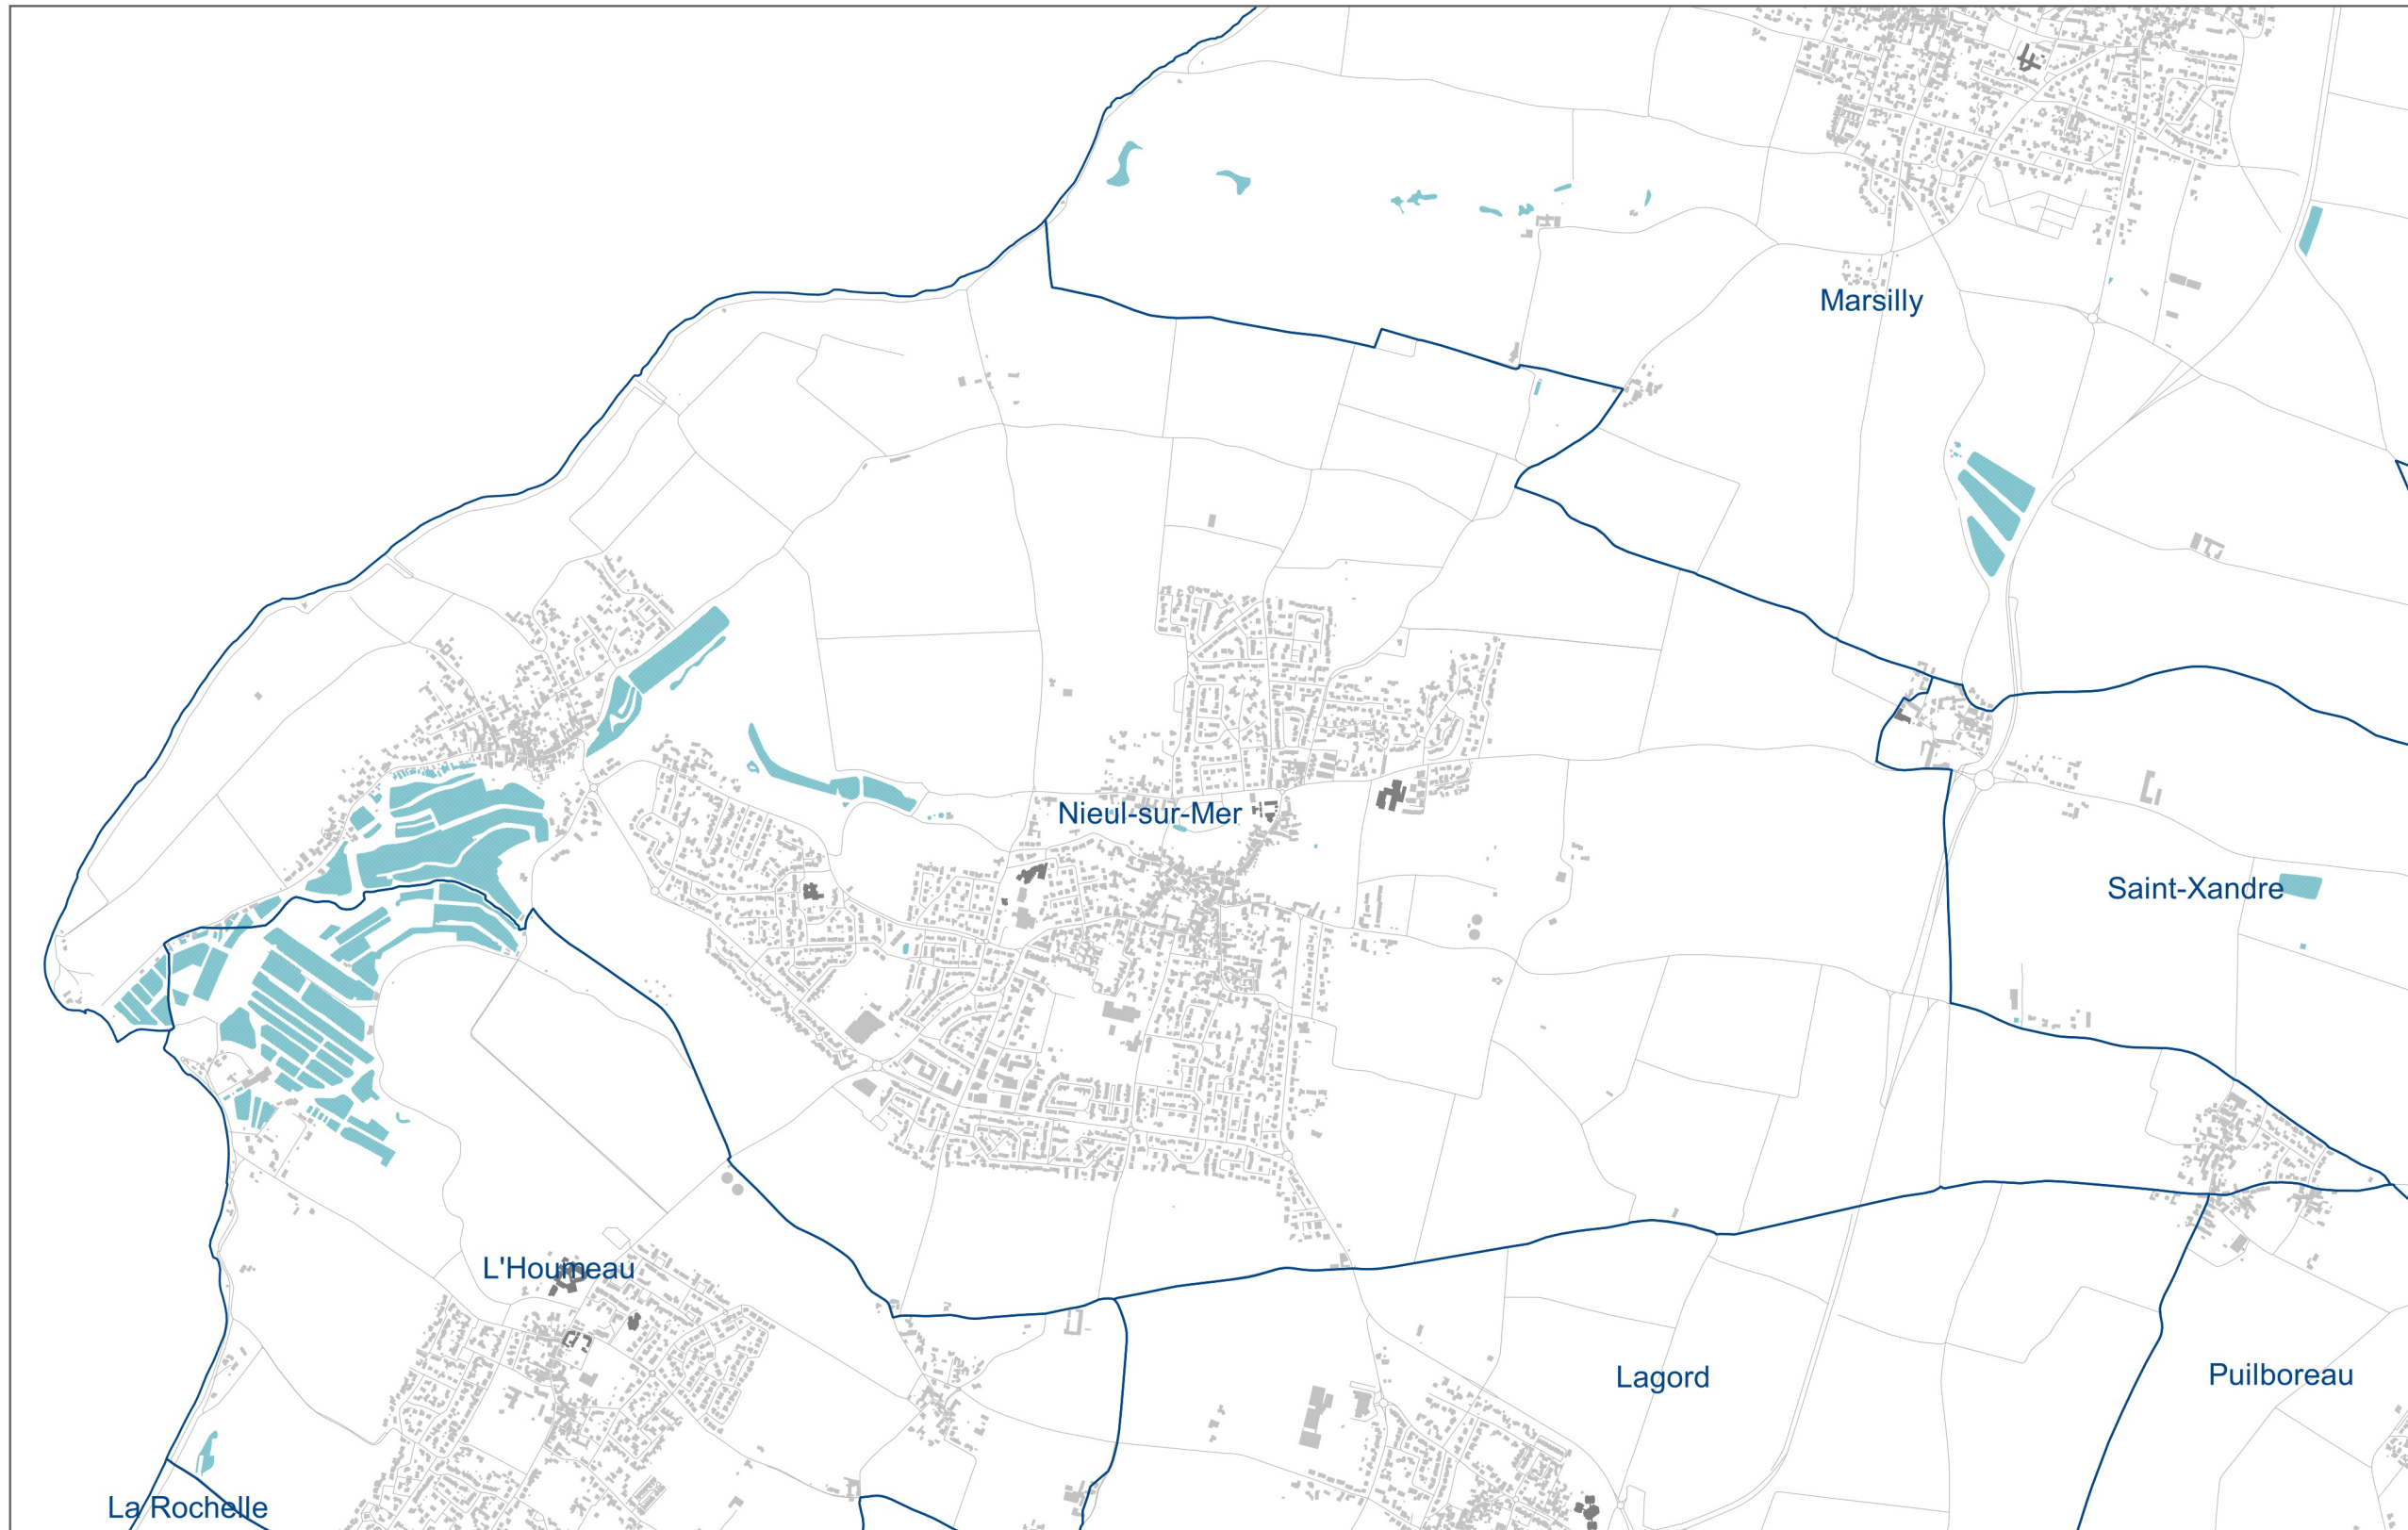 Marsilly
Nieul-sur-Mer
Saint-Xandre
L'Houmeau
Lagord
Puilboreau
La Rochelle